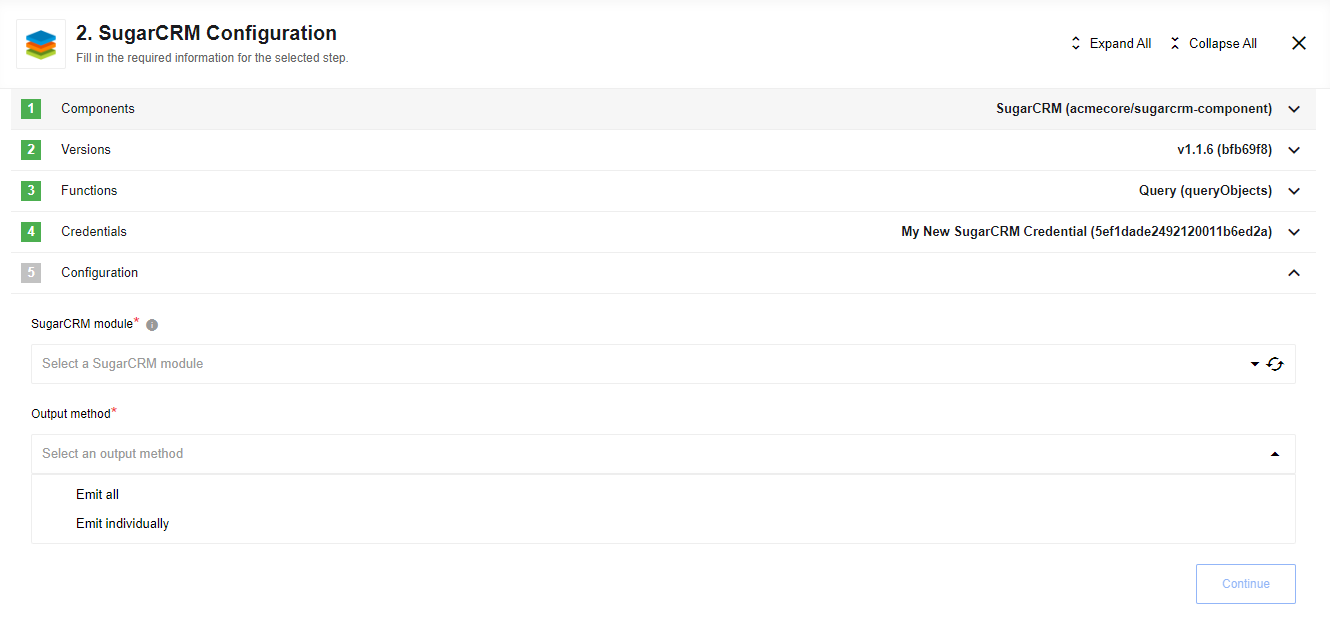 2. SugarCRM Configuration
Fill in the required information for the selected step.
Expand All
Collapse All
1 Components SugarCRM (acmecore/sugarcrm-component)
2 Versions v1.1.6 (bfb69f8)
3 Functions Query (queryObjects)
4 Credentials My New SugarCRM Credential (5ef1dade2492120011b6ed2a)
5 Configuration
SugarCRM module*
Select a SugarCRM module
Output method*
Select an output method
Emit all
Emit individually
Continue